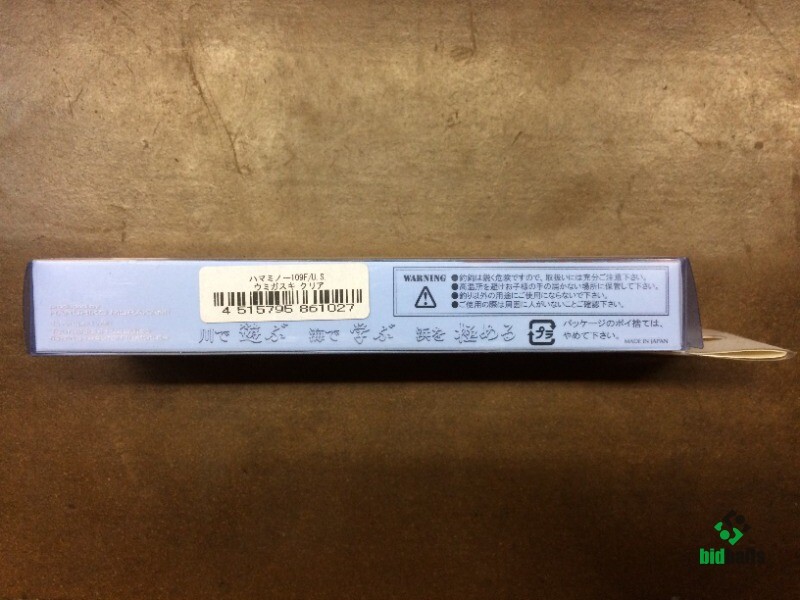 ハマミノー109F/U.S
ウミガスキ クリア
4 515795 861027
WARNING
●釣鈎は鋭く危険ですので、取扱いには充分ご注意下さい。
●高温所を避けお子様の手の届かない場所に保管して下さい。
●釣り以外の用途にご使用にならないで下さい。
●ご使用の際は周囲に人がいないことご確認下さい。
川で 遊ぶ 海で 学ぶ 浜を 極めろ
プラ
パッケージのポイ捨ては、
やめて下さい。
MADE IN JAPAN
bid